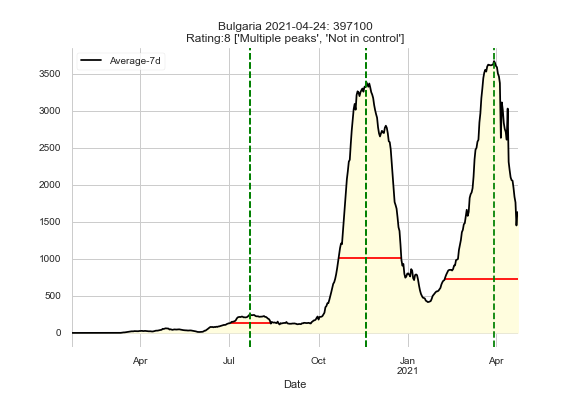 Bulgaria 2021-04-24: 397100
Rating:8 ['Multiple peaks', 'Not in control']
Average-7d
3500
3000
2500
2000
1500
1000
500
0
Apr
Jul
Oct
Jan
2021
Apr
Date